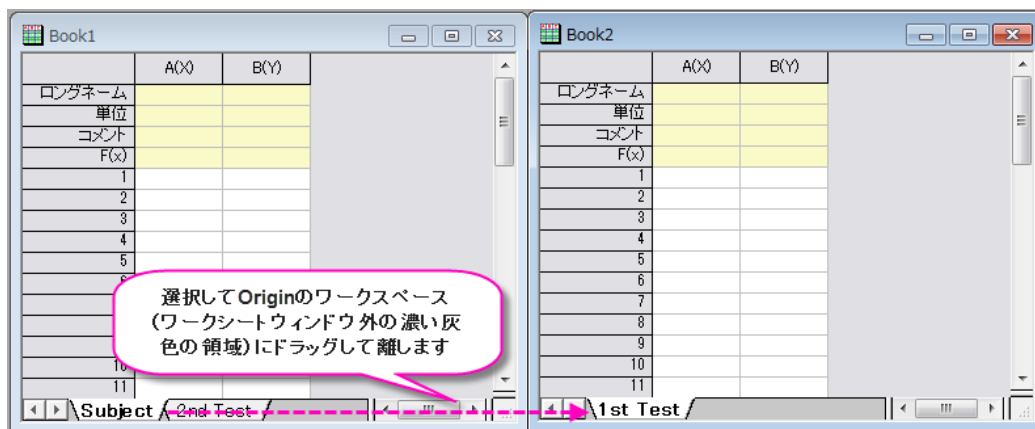 Book1
A(X) B(Y)
ロングネーム
単位
コメント
F(x)
1
2
3
4
5
6
10
11
選択してOriginのワークスペース
(ワークシートウィンドウ外の濃い灰
色の領域)にドラッグして離します
Subject 2nd Test
Book2
A(X) B(Y)
ロングネーム
単位
コメント
F(x)
1
2
3
4
5
6
7
8
9
10
11
1st Test